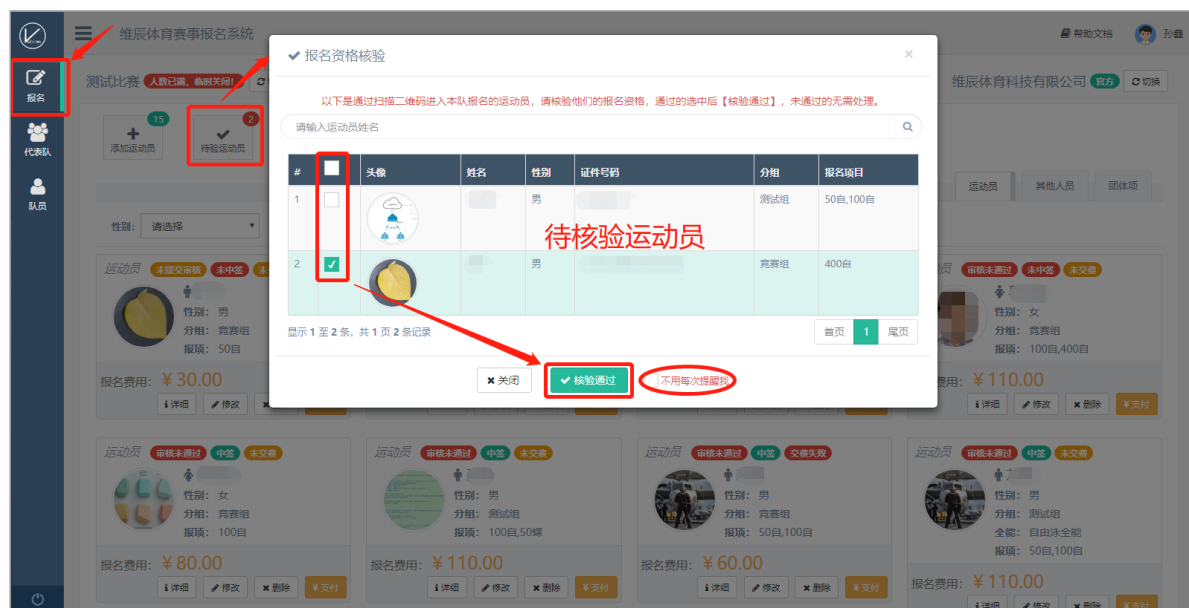 维辰体育赛事报名系统
帮助文档
孙鑫
测试比赛 人数已满, 临时关闭!
维辰体育科技有限公司 官方 切换
报名
代表队
队员
15
添加运动员
2
待验运动员
运动员 其他人员 团体项
性别: 请选择
报名资格核验
×
以下是通过扫描二维码进入本队报名的运动员，请核验他们的报名资格，通过的选中后【核验通过】，未通过的无需处理。
请输入运动员姓名
# 头像 姓名 性别 证件号码 分组 报名项目
1 男 测试组 50自,100自
待核验运动员
2 男 竞赛组 400自
显示 1 至 2 条, 共 1 页 2 条记录
首页 1 尾页
关闭 核验通过 不用每次提醒我
运动员 未提交审核 未中签
性别: 男
分组: 竞赛组
报项: 50自
报名费用: ¥30.00
详细 修改
审核未通过 未中签 未交费
性别: 女
分组: 竞赛组
报项: 100自,400自
费用: ¥110.00
详细 修改 删除 ¥支付
运动员 审核未通过 中签 未交费
性别: 女
分组: 竞赛组
报项: 100自
报名费用: ¥80.00
详细 修改 删除 ¥支付
运动员 审核未通过 中签 未交费
性别: 男
分组: 测试组
报项: 100自,50蝶
报名费用: ¥110.00
详细 修改 删除 ¥支付
运动员 审核未通过 中签 交费失败
性别: 男
分组: 竞赛组
报项: 50自,100自
报名费用: ¥60.00
详细 修改 删除 ¥支付
运动员 审核未通过 中签 未交费
性别: 男
分组: 测试组
全能: 自由泳全能
报项: 50自,100自
报名费用: ¥110.00
详细 修改 删除 ¥支付